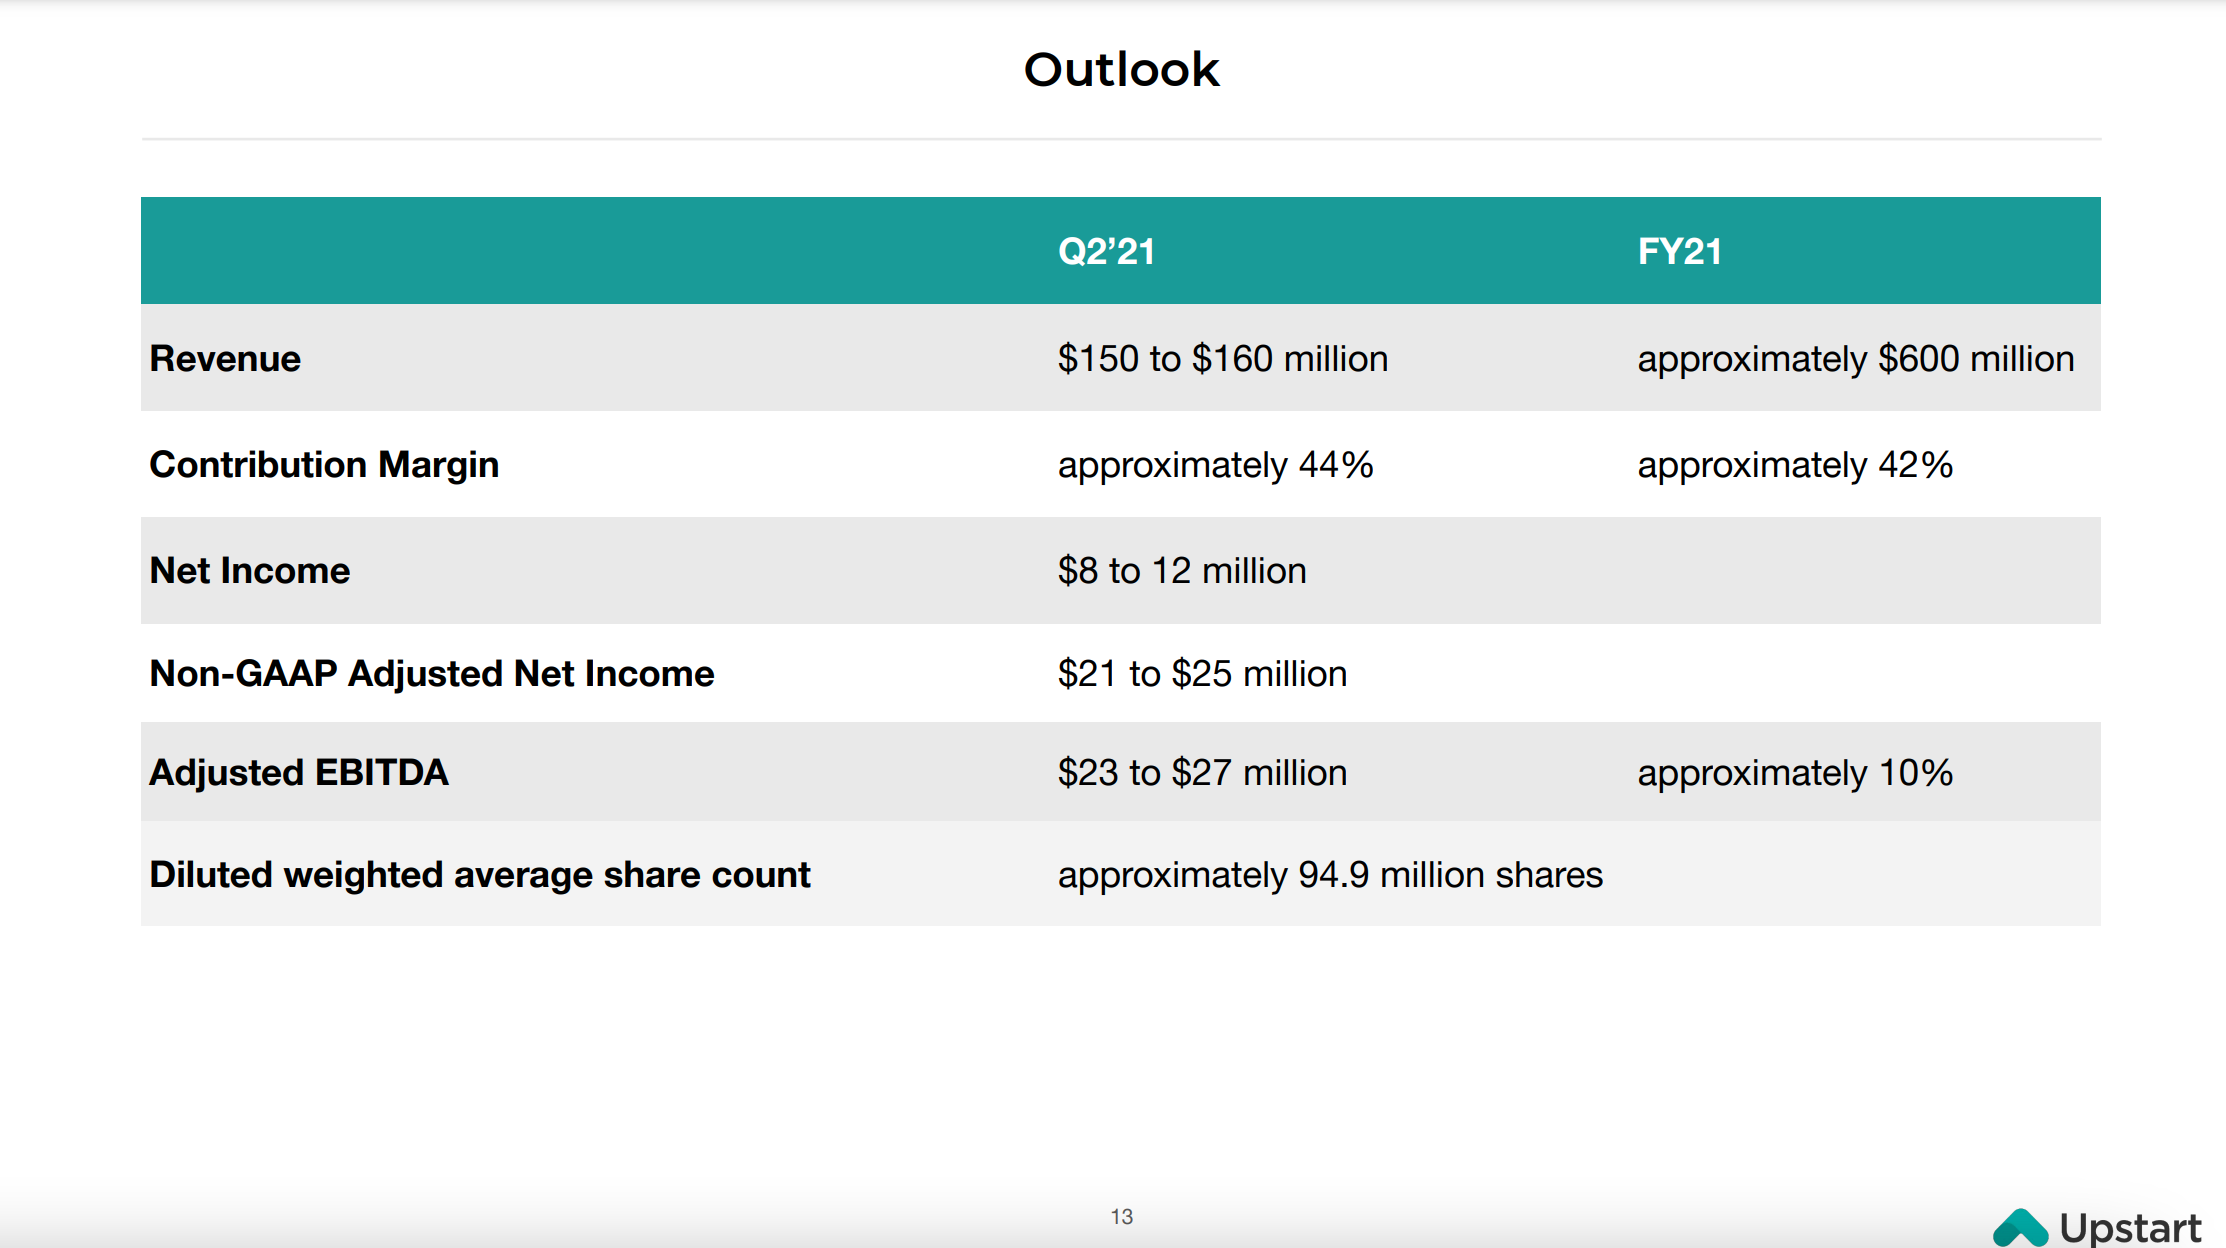 Outlook
Q2’21 FY21
Revenue $150 to $160 million approximately $600 million
Contribution Margin approximately 44% approximately 42%
Net Income $8 to 12 million
Non-GAAP Adjusted Net Income $21 to $25 million
Adjusted EBITDA $23 to $27 million approximately 10%
Diluted weighted average share count approximately 94.9 million shares
13
Upstart